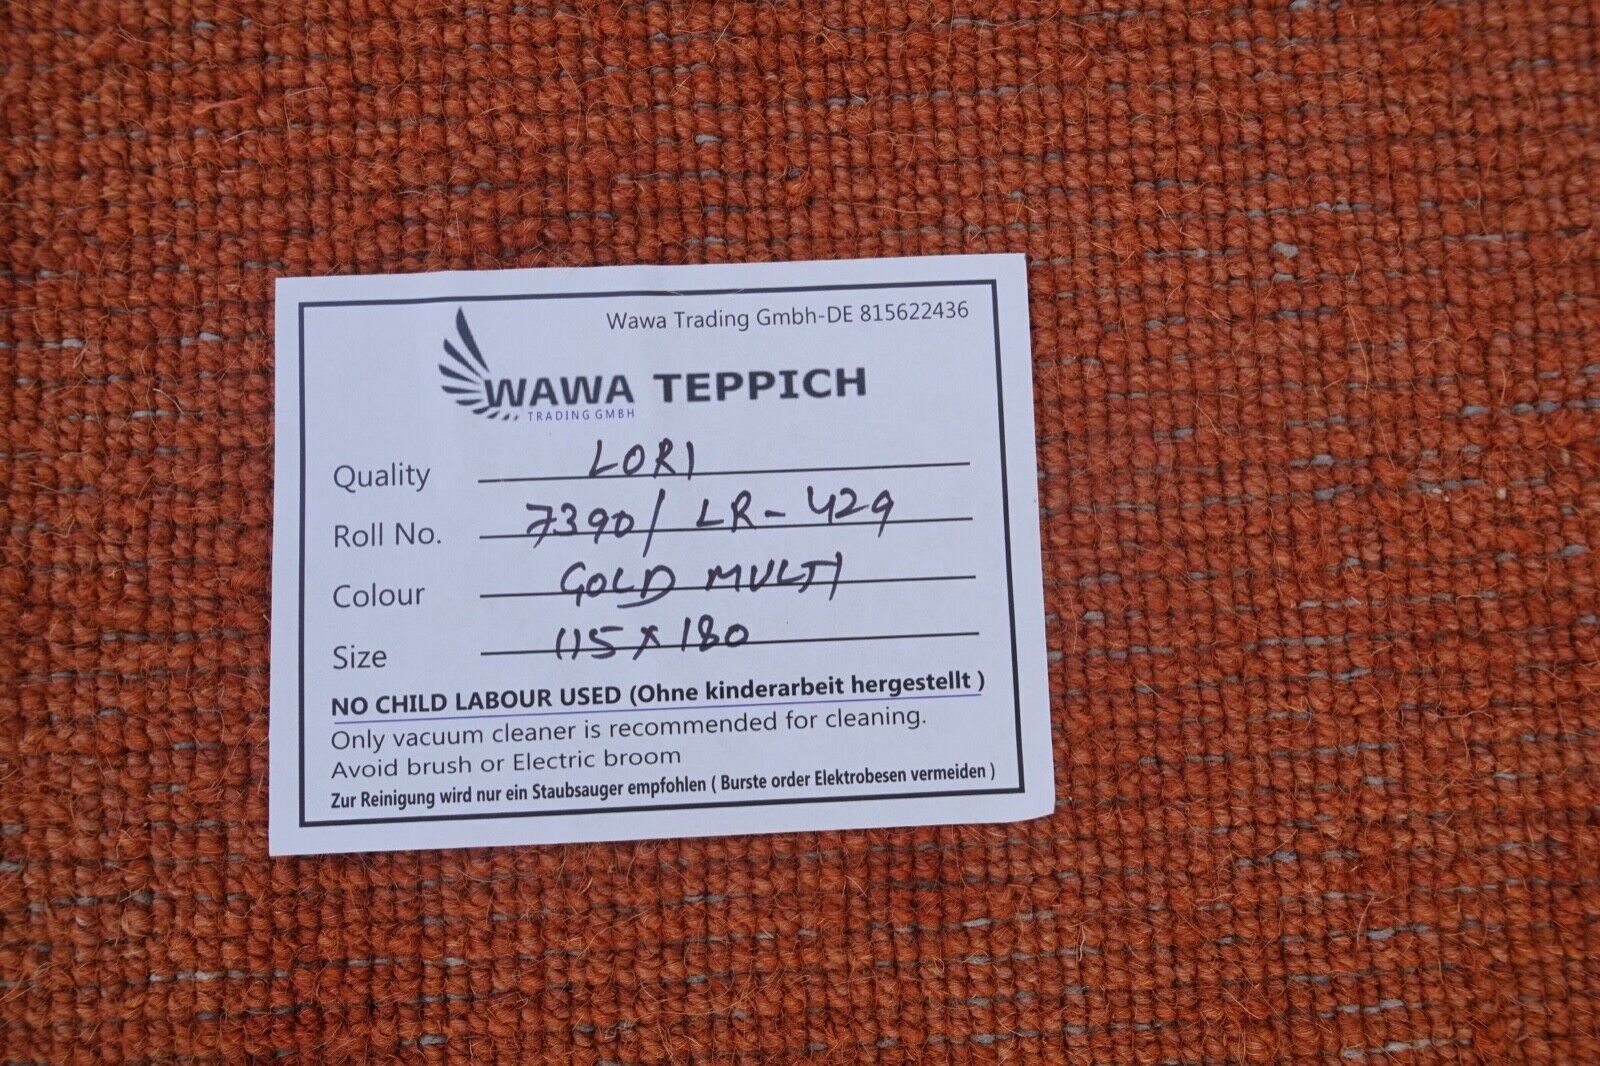 Wawa Trading Gmbh-DE 815622436
WAWA TEPPICH
TRADING GMBH
Quality LORI
Roll No. 7390/ LR-429
Colour GOLD MULTI
Size 115 x 180
NO CHILD LABOUR USED (Ohne kinderarbeit hergestellt )
Only vacuum cleaner is recommended for cleaning.
Avoid brush or Electric broom
Zur Reinigung wird nur ein Staubsauger empfohlen ( Burste order Elektrobesen vermeiden )